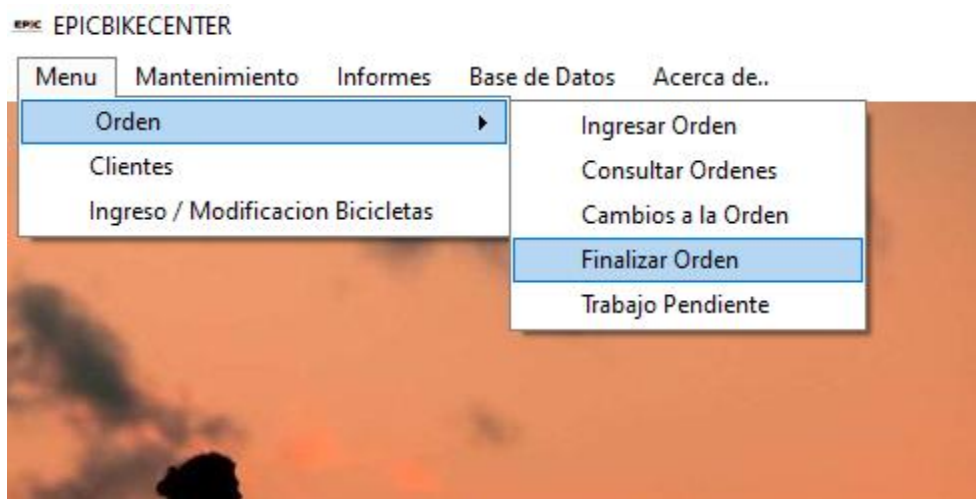 EPIC EPICBIKECENTER
Menu Mantenimiento Informes Base de Datos Acerca de..
Orden
Clientes
Ingreso / Modificacion Bicicletas
Ingresar Orden
Consultar Ordenes
Cambios a la Orden
Finalizar Orden
Trabajo Pendiente